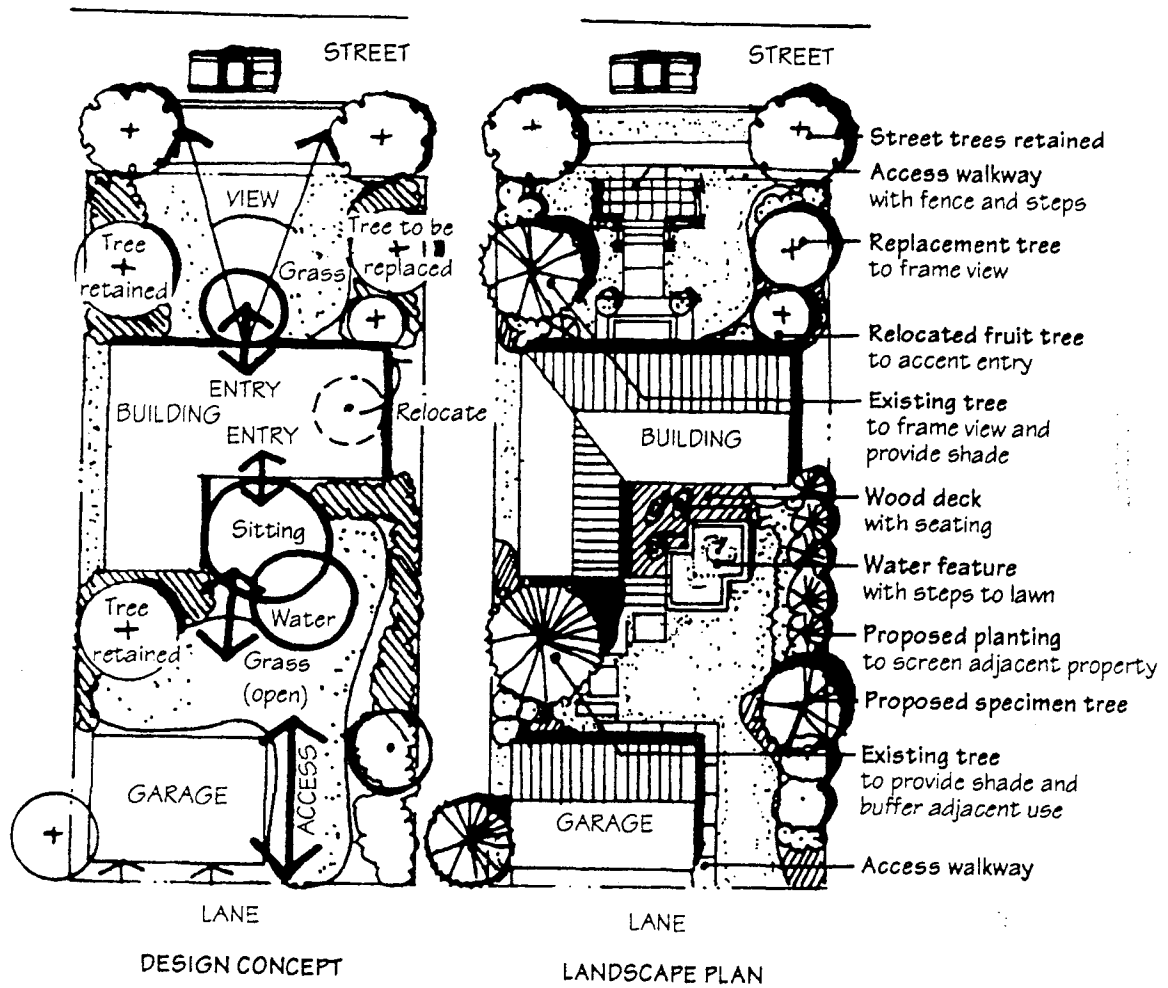 STREET
VIEW
Tree
retained
Grass
Tree to be
replaced
ENTRY
BUILDING
ENTRY
Relocate
Sitting
Water
Tree
retained
Grass
(open)
GARAGE
ACCESS
LANE
DESIGN CONCEPT
STREET
BUILDING
GARAGE
LANE
LANDSCAPE PLAN
Street trees retained
Access walkway
with fence and steps
Replacement tree
to frame view
Relocated fruit tree
to accent entry
Existing tree
to frame view and
provide shade
Wood deck
with seating
Water feature
with steps to lawn
Proposed planting
to screen adjacent property
Proposed specimen tree
Existing tree
to provide shade and
buffer adjacent use
Access walkway